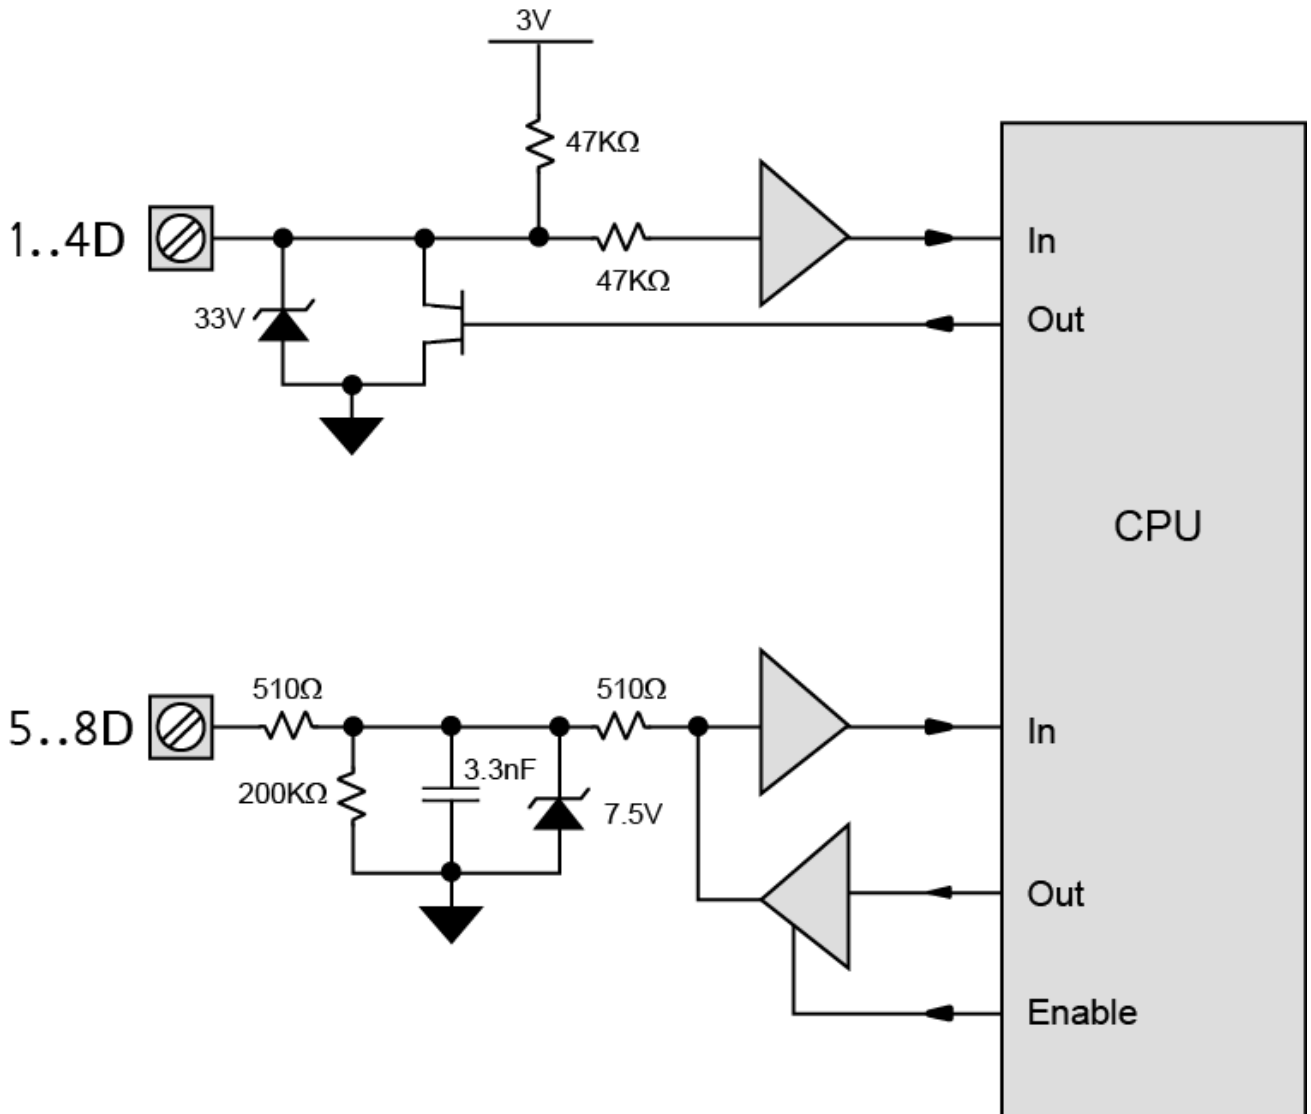 3V
47KΩ
1..4D
47KΩ
In
33V
Out
CPU
510Ω
510Ω
5..8D
In
3.3nF
200KΩ
7.5V
Out
Enable